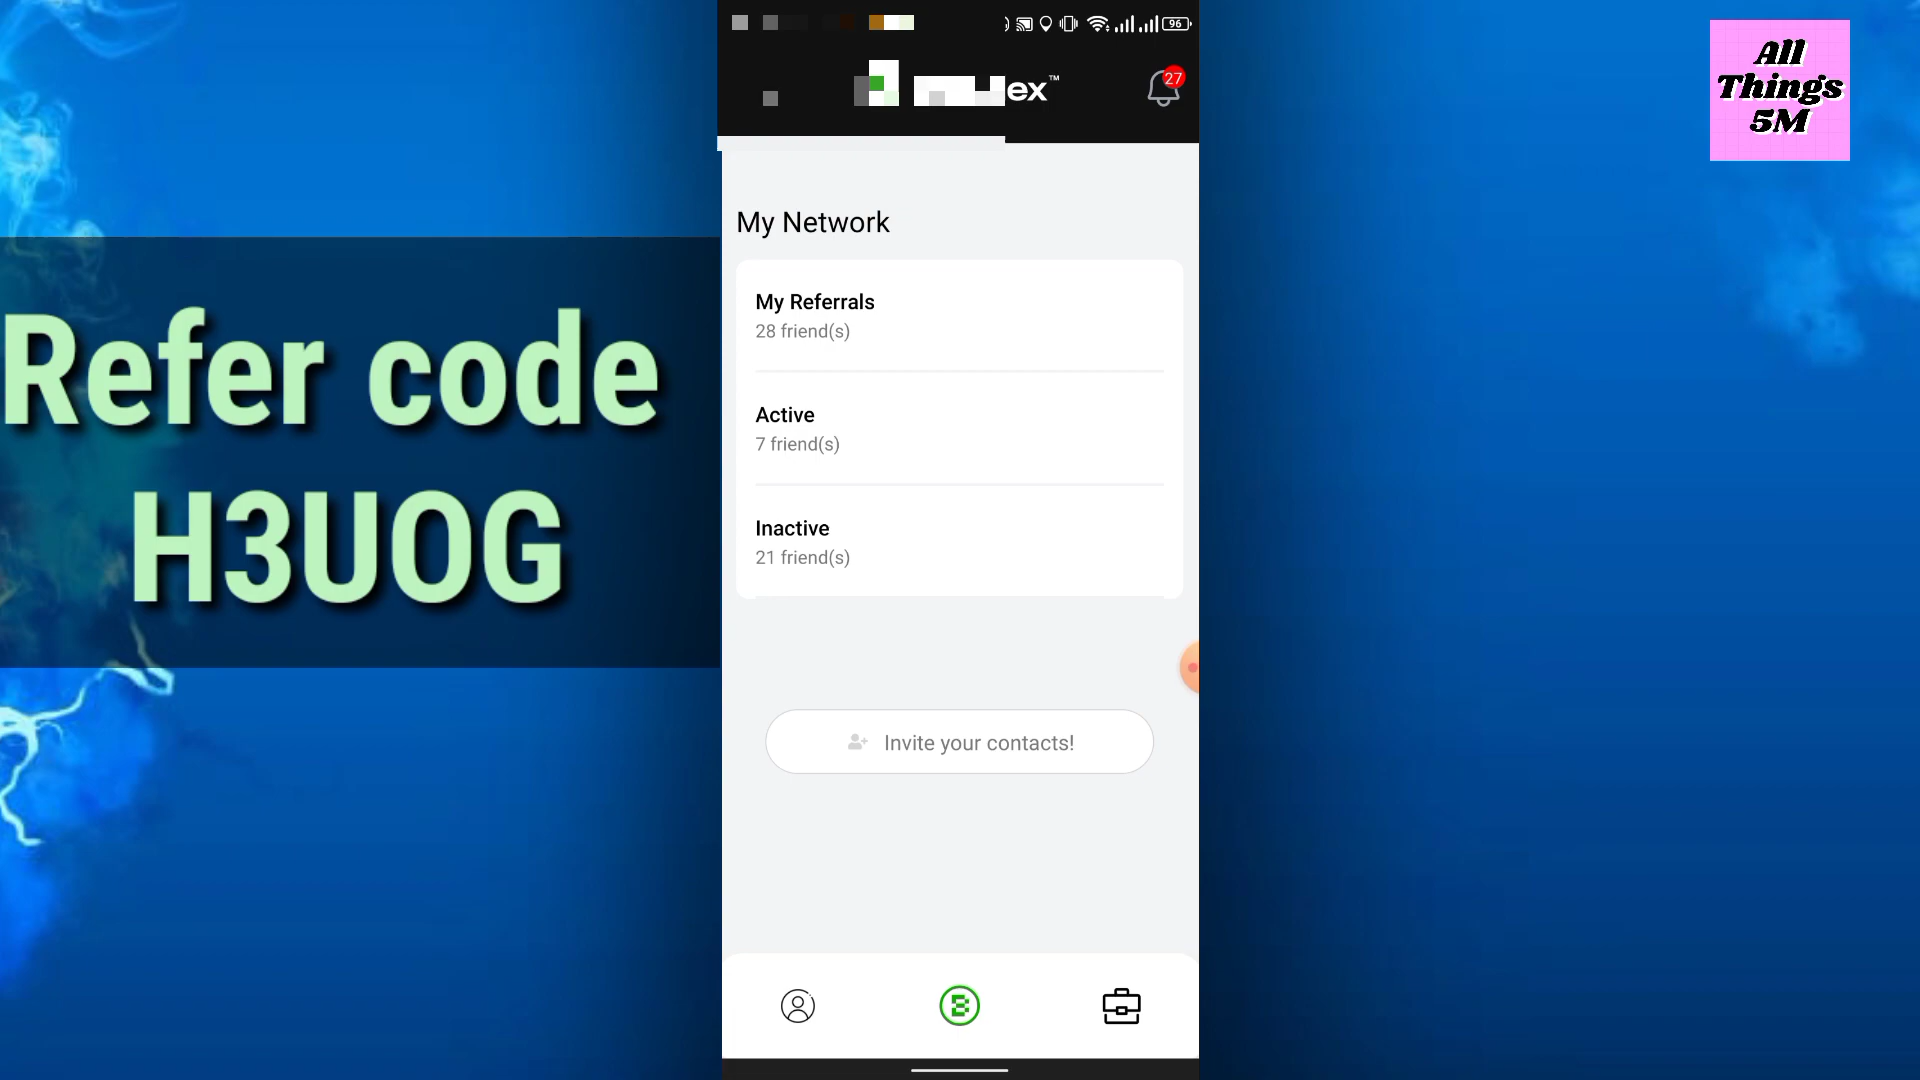 Refer code
H3UOG
96
ex™
27
My Network
My Referrals
28 friend(s)
Active
7 friend(s)
Inactive
21 friend(s)
Invite your contacts!
All
Things
5M